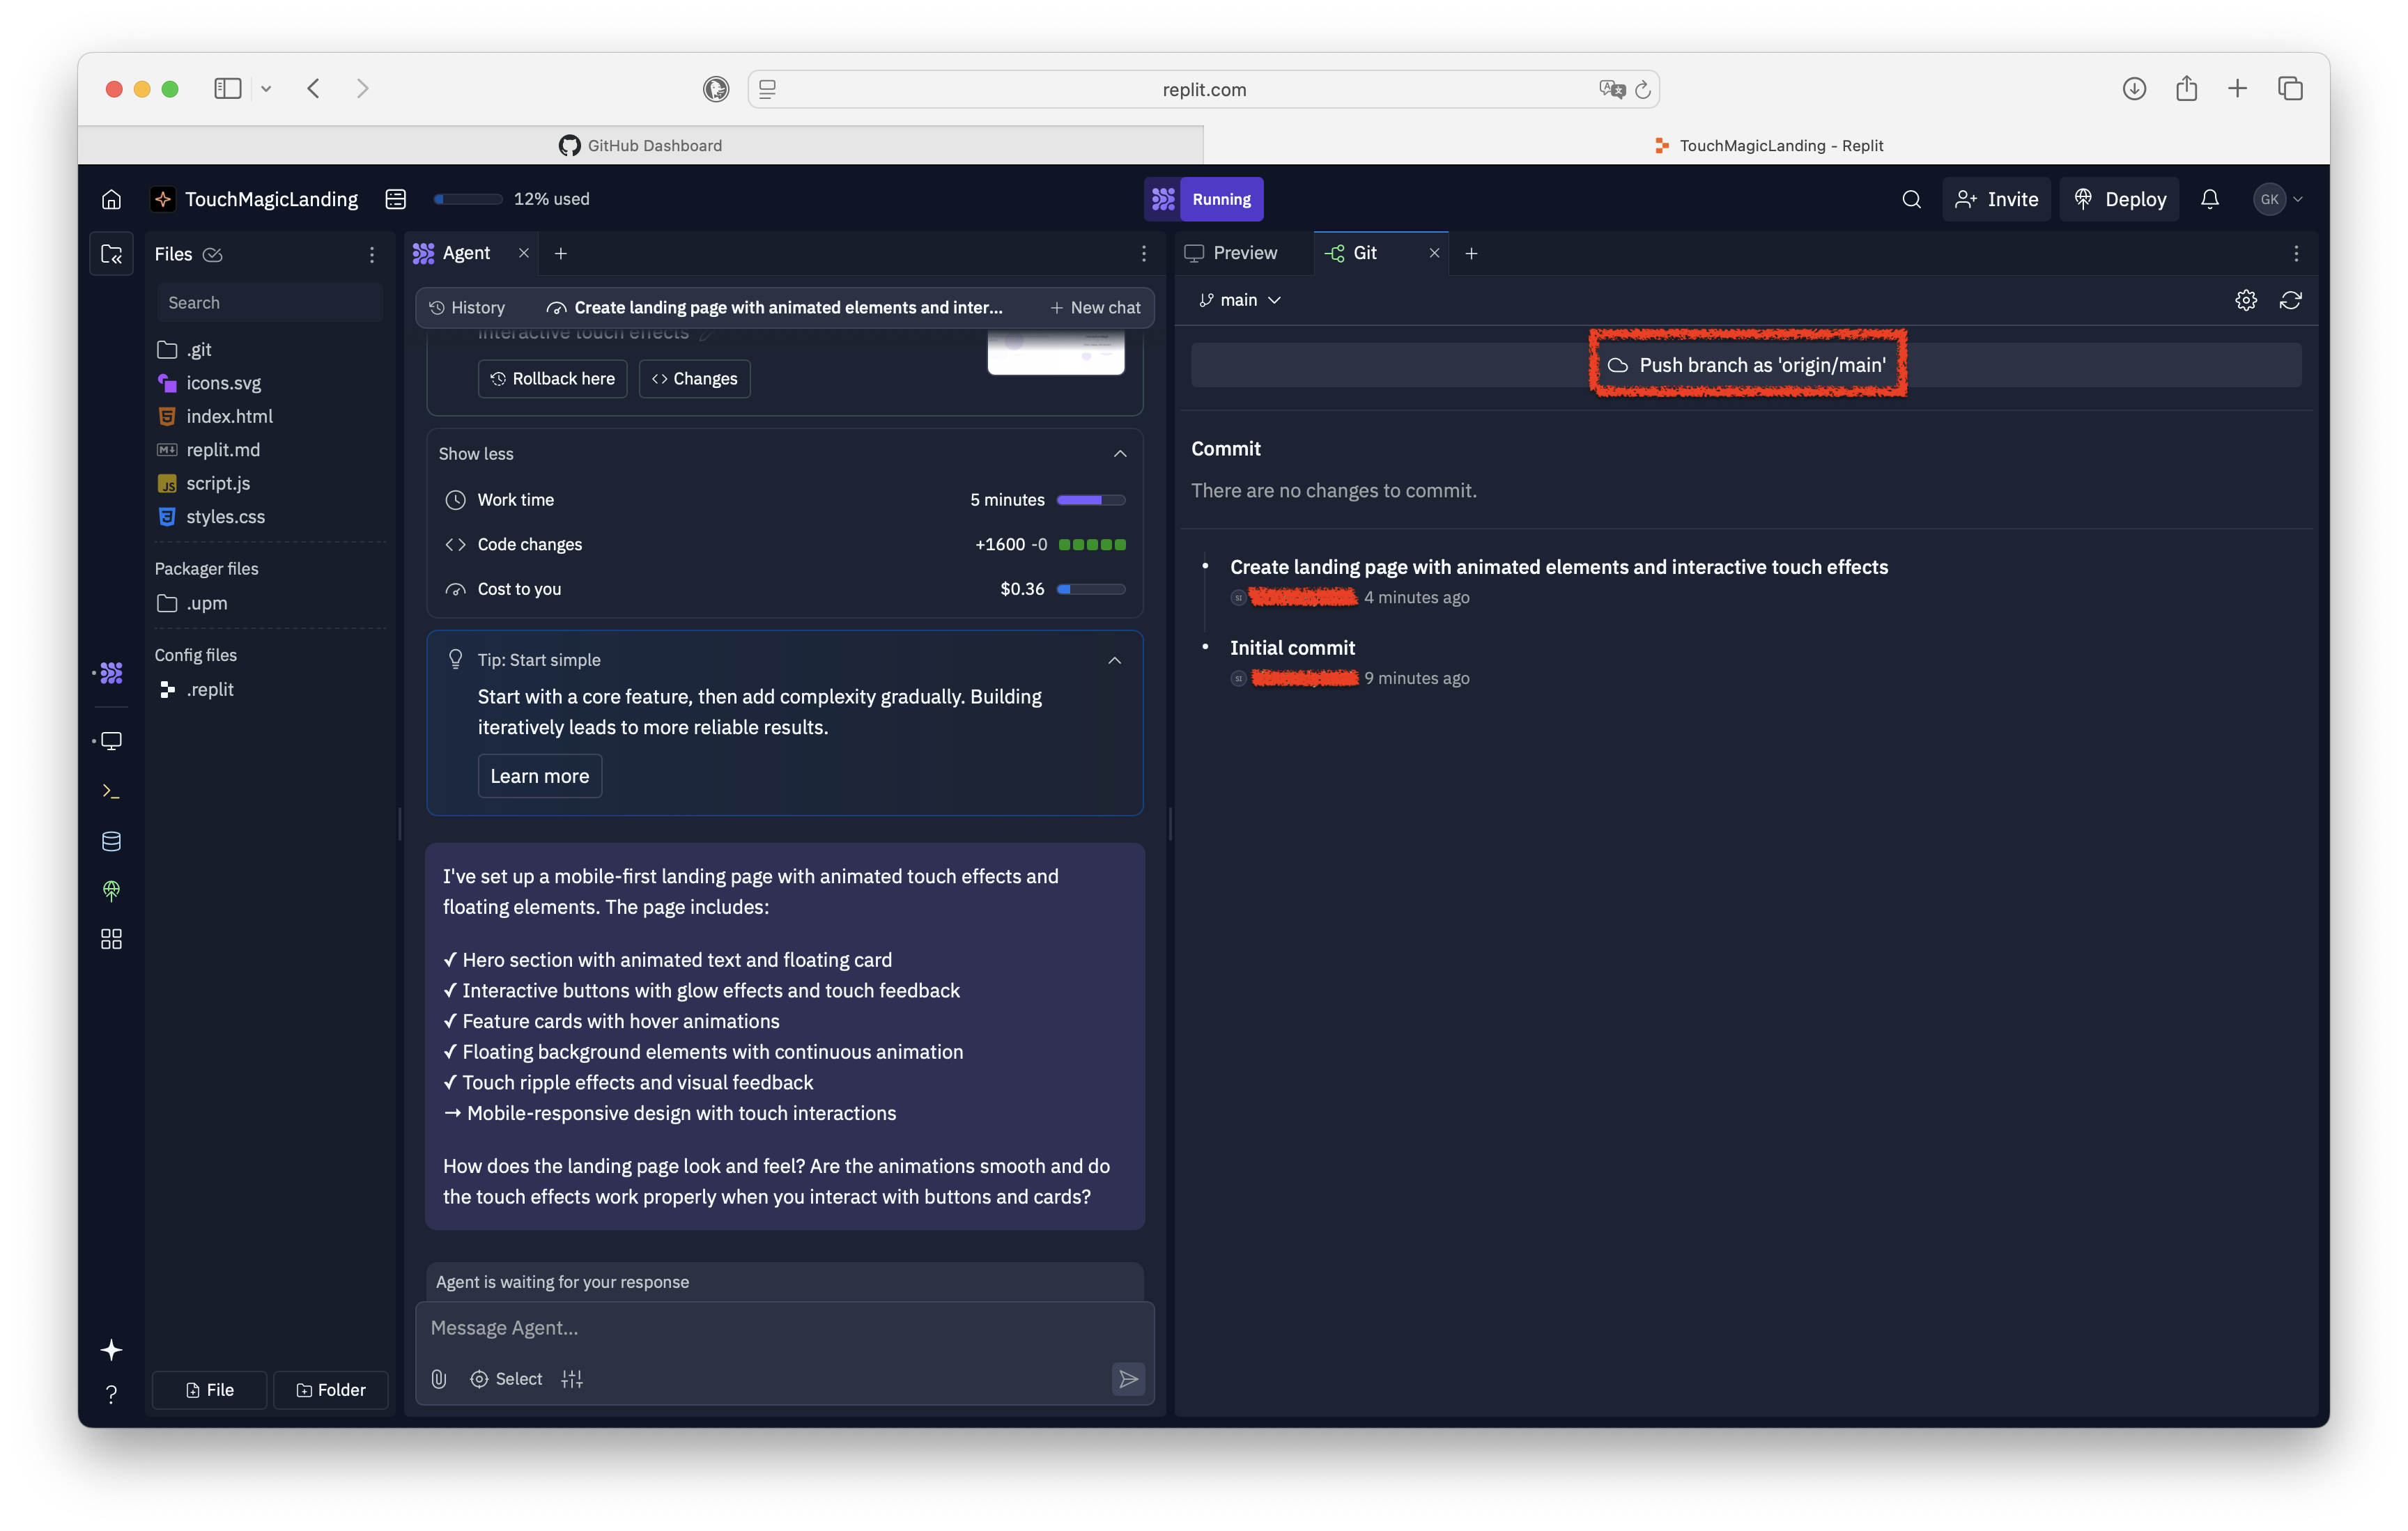 replit.com
GitHub Dashboard
TouchMagicLanding - Replit
TouchMagicLanding
12% used
Running
Invite
Deploy
GK
Files
Search
.git
icons.svg
index.html
replit.md
script.js
styles.css
Packager files
.upm
Config files
.replit
File
Folder
Agent
History
Create landing page with animated elements and inter...
New chat
interactive touch effects
Rollback here
Changes
Show less
Work time
5 minutes
Code changes
+1600 -0
Cost to you
$0.36
Tip: Start simple
Start with a core feature, then add complexity gradually. Building
iteratively leads to more reliable results.
Learn more
I've set up a mobile-first landing page with animated touch effects and
floating elements. The page includes:
✓ Hero section with animated text and floating card
✓ Interactive buttons with glow effects and touch feedback
✓ Feature cards with hover animations
✓ Floating background elements with continuous animation
✓ Touch ripple effects and visual feedback
→ Mobile-responsive design with touch interactions
How does the landing page look and feel? Are the animations smooth and do
the touch effects work properly when you interact with buttons and cards?
Agent is waiting for your response
Message Agent...
Select
Preview
Git
main
Push branch as 'origin/main'
Commit
There are no changes to commit.
Create landing page with animated elements and interactive touch effects
SI
4 minutes ago
Initial commit
SI
9 minutes ago